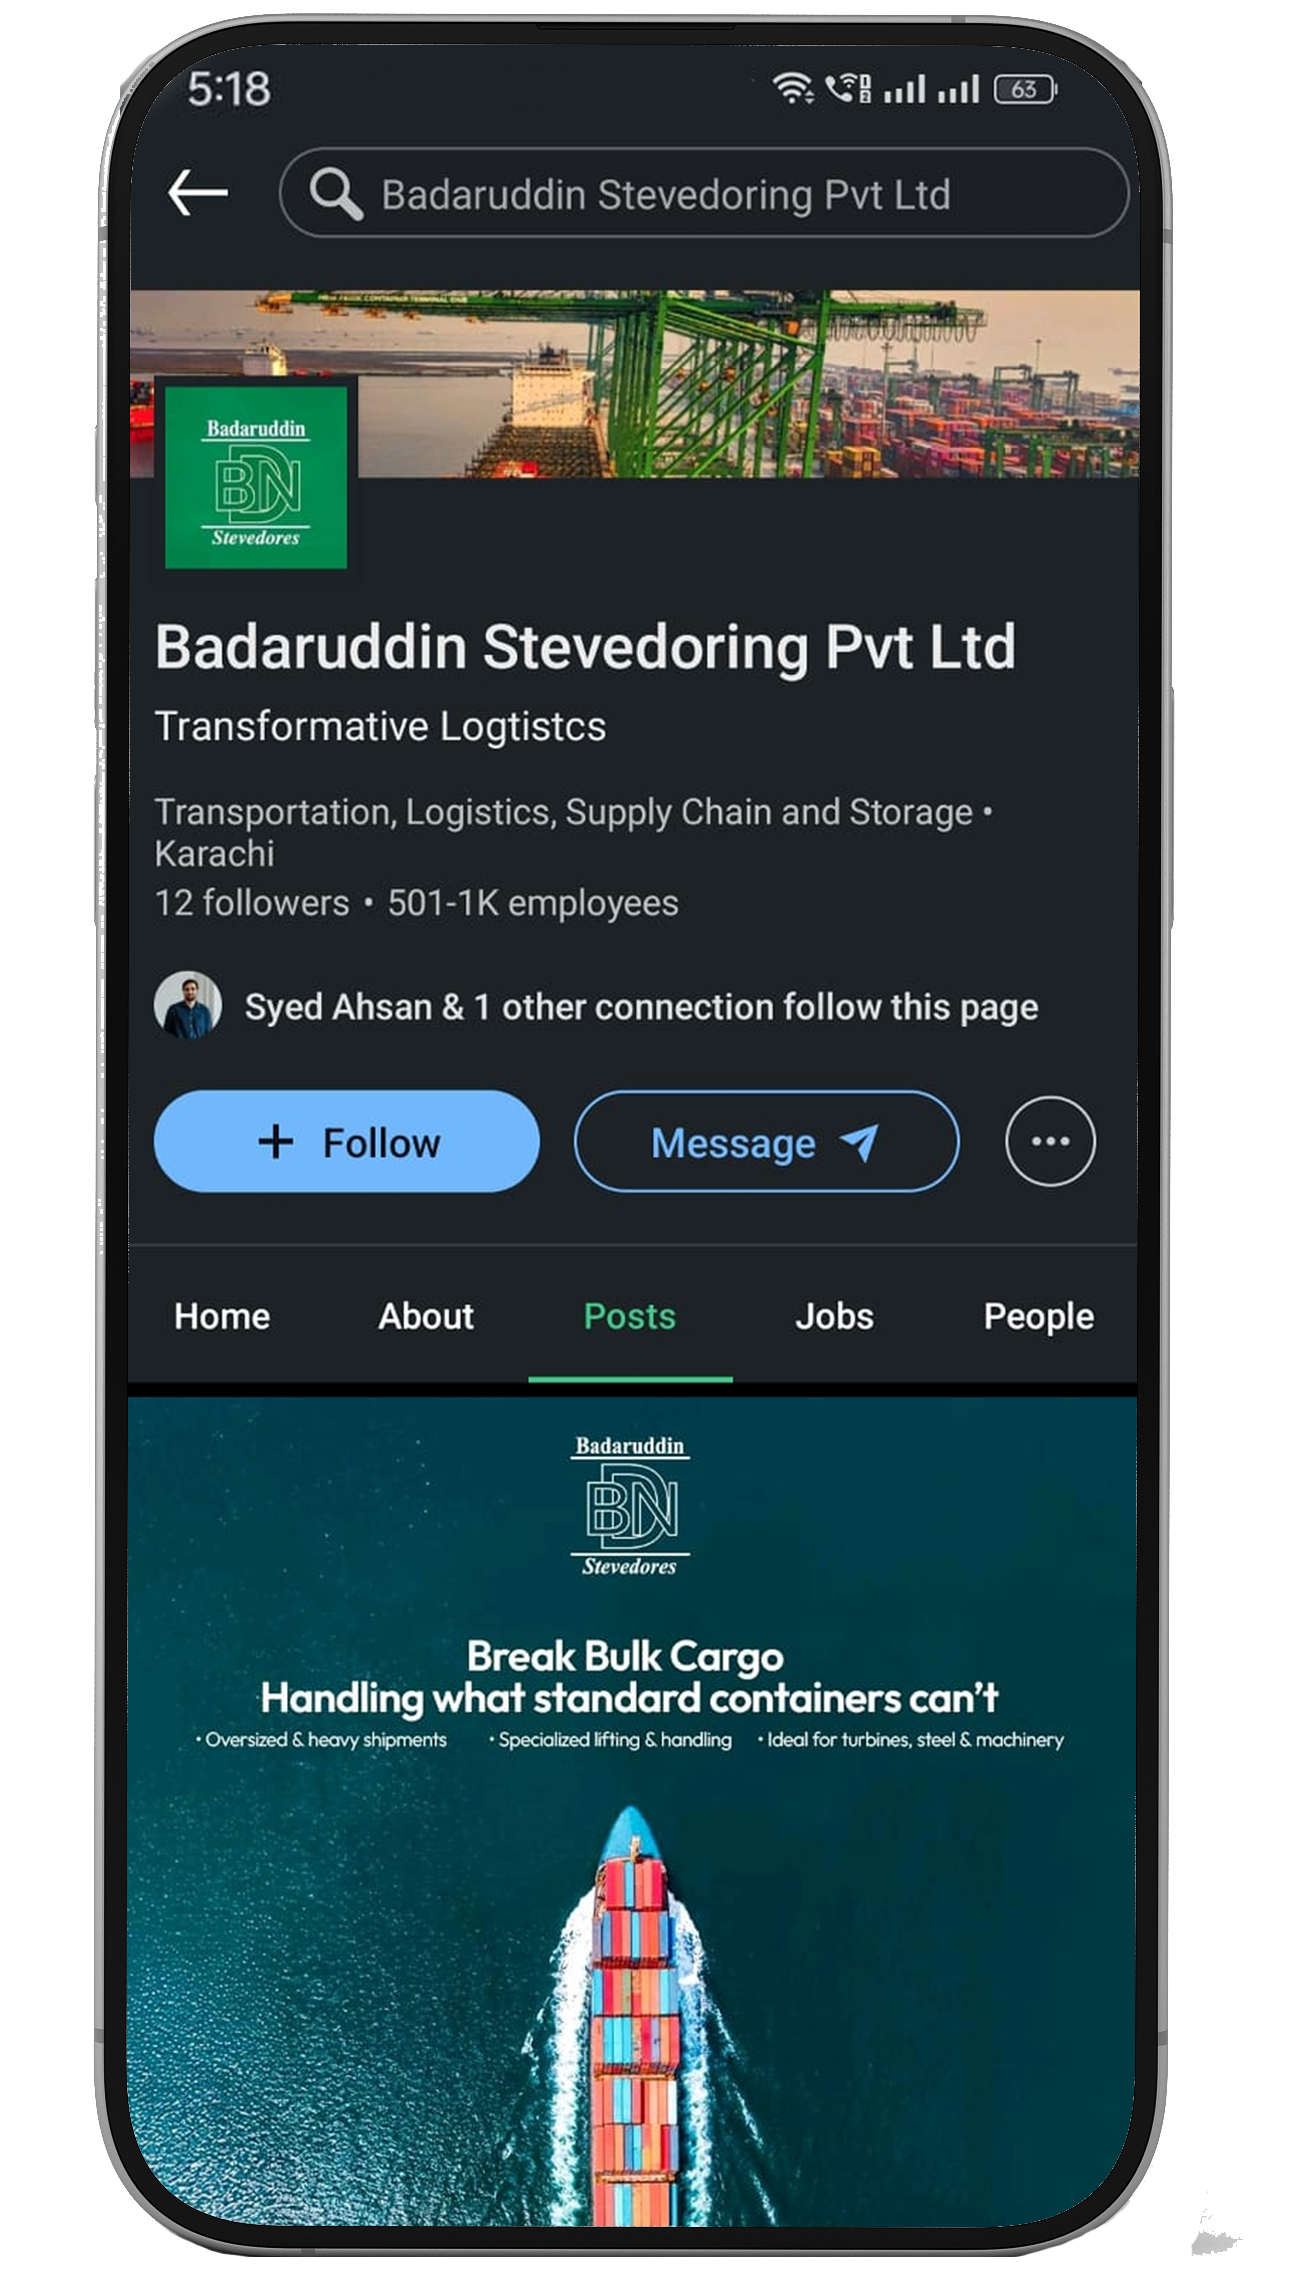 5:18
63
Badaruddin Stevedoring Pvt Ltd
Badaruddin
BDN
Stevedores
Badaruddin Stevedoring Pvt Ltd
Transformative Logtistcs
Transportation, Logistics, Supply Chain and Storage •
Karachi
12 followers • 501-1K employees
Syed Ahsan & 1 other connection follow this page
+ Follow
Message
Home About Posts Jobs People
Badaruddin
BDN
Stevedores
Break Bulk Cargo
Handling what standard containers can't
• Oversized & heavy shipments • Specialized lifting & handling • Ideal for turbines, steel & machinery